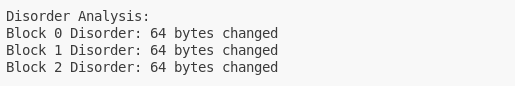 Disorder Analysis:
Block 0 Disorder: 64 bytes changed
Block 1 Disorder: 64 bytes changed
Block 2 Disorder: 64 bytes changed